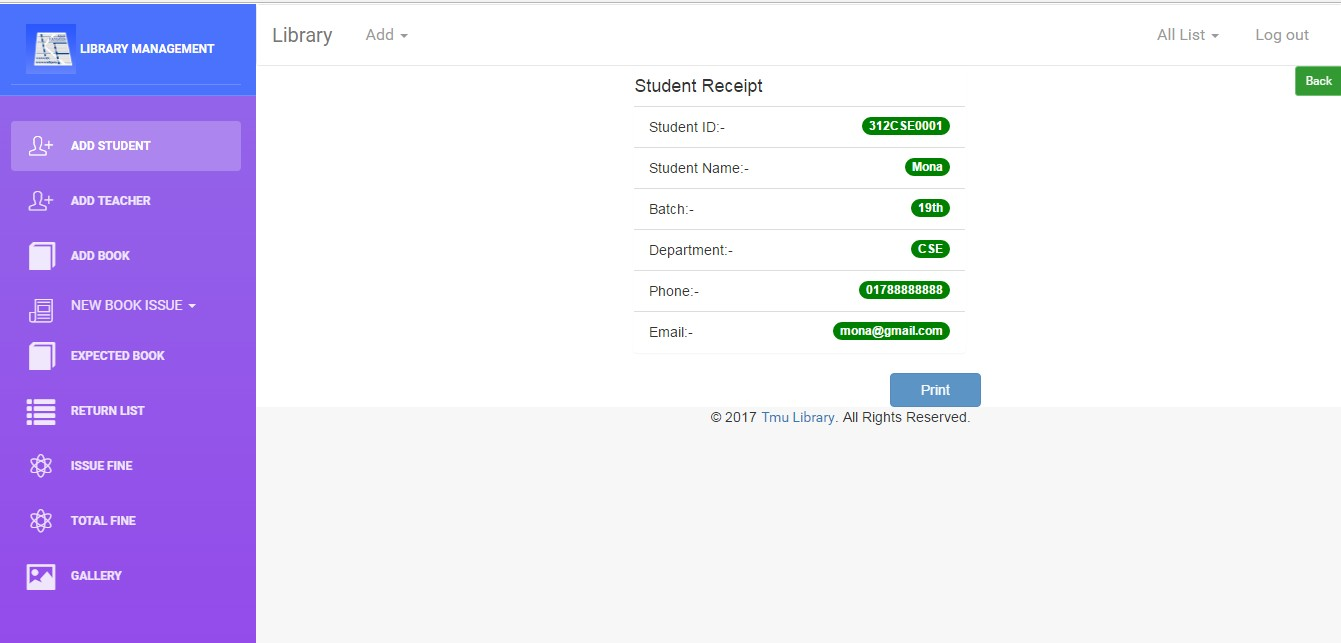 LIBRARY MANAGEMENT
ADD STUDENT
ADD TEACHER
ADD BOOK
NEW BOOK ISSUE
EXPECTED BOOK
RETURN LIST
ISSUE FINE
TOTAL FINE
GALLERY
Library Add All List Log out
Back
Student Receipt
Student ID:- 312CSE0001
Student Name:- Mona
Batch:- 19th
Department:- CSE
Phone:- 01788888888
Email:- mona@gmail.com
Print
© 2017 Tmu Library. All Rights Reserved.